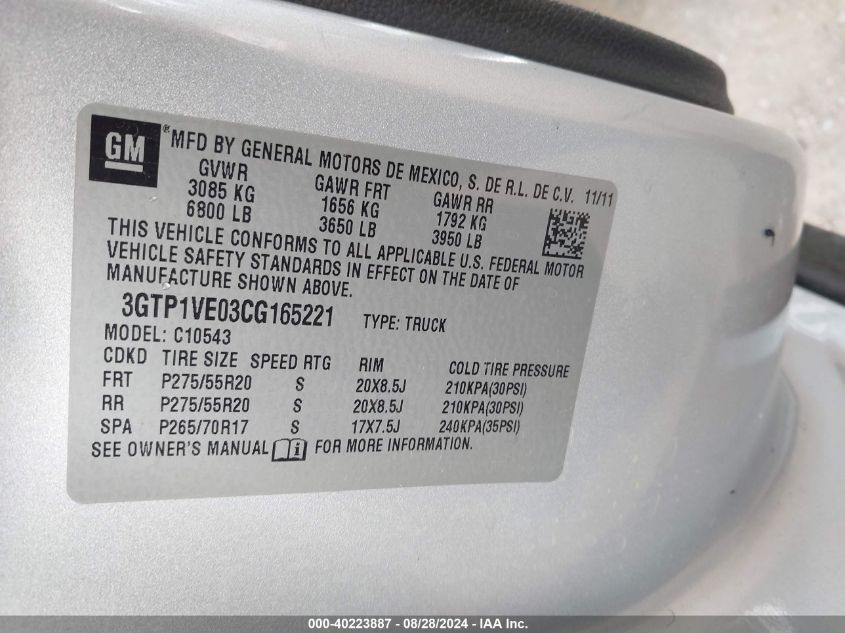 GM
®MFD BY GENERAL MOTORS DE MEXICO, S. DE R.L. DE C.V. 11/11
GVWR GAWR FRT GAWR RR
3085 KG 1656 KG 1792 KG
6800 LB 3650 LB 3950 LB
THIS VEHICLE CONFORMS TO ALL APPLICABLE U.S. FEDERAL MOTOR
VEHICLE SAFETY STANDARDS IN EFFECT ON THE DATE OF
MANUFACTURE SHOWN ABOVE.
3GTP1VE03CG165221 TYPE: TRUCK
MODEL: C10543
CDKD TIRE SIZE SPEED RTG RIM COLD TIRE PRESSURE
FRT P275/55R20 S 20X8.5J 210KPA(30PSI)
RR P275/55R20 S 20X8.5J 210KPA(30PSI)
SPA P265/70R17 S 17X7.5J 240KPA(35PSI)
SEE OWNER'S MANUAL i FOR MORE INFORMATION.
000-40223887 - 08/28/2024 - IAA Inc.